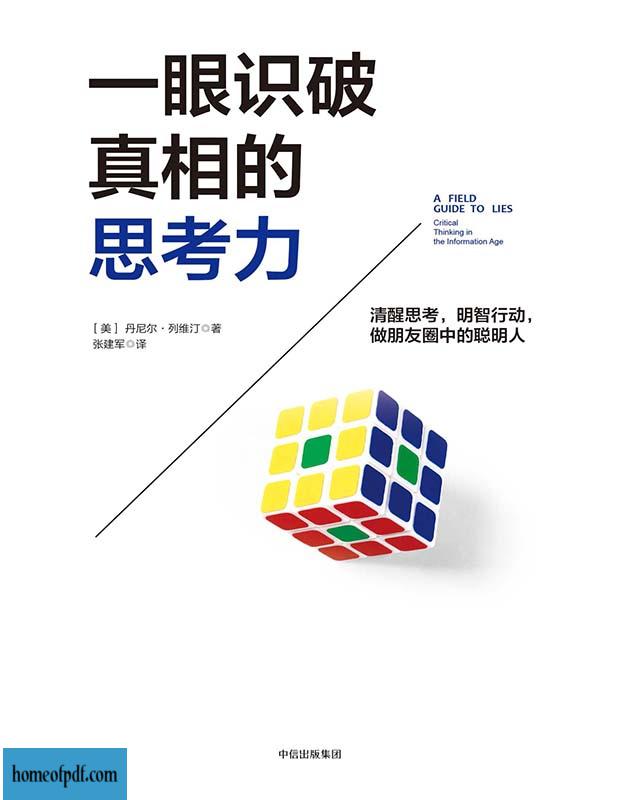 一眼识破
真相的
思考力
A FIELD
GUIDE TO LIES
Critical
Thinking in
the Information Age
[美] 丹尼尔·列维汀◎著
张建军◎译
清醒思考，明智行动，
做朋友圈中的聪明人
中信出版集团
homeofpdf.com